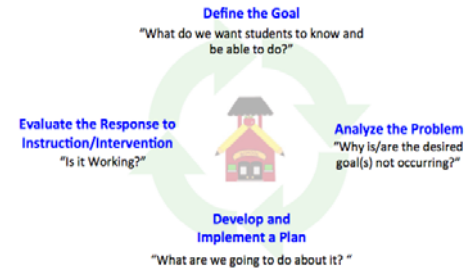 Define the Goal
"What do we want students to know and
be able to do?"
Evaluate the Response to
Instruction/Intervention
"Is it Working?"
Analyze the Problem
"Why is/are the desired
goal(s) not occurring?"
Develop and
Implement a Plan
"What are we going to do about it? "